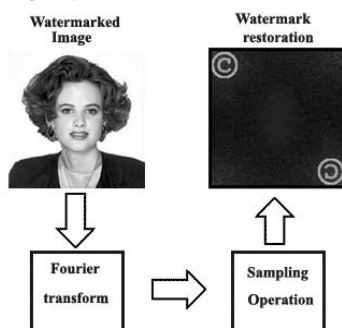 Watermarked
Image
Watermark
restoration
©
©
Fourier
transform
Sampling
Operation